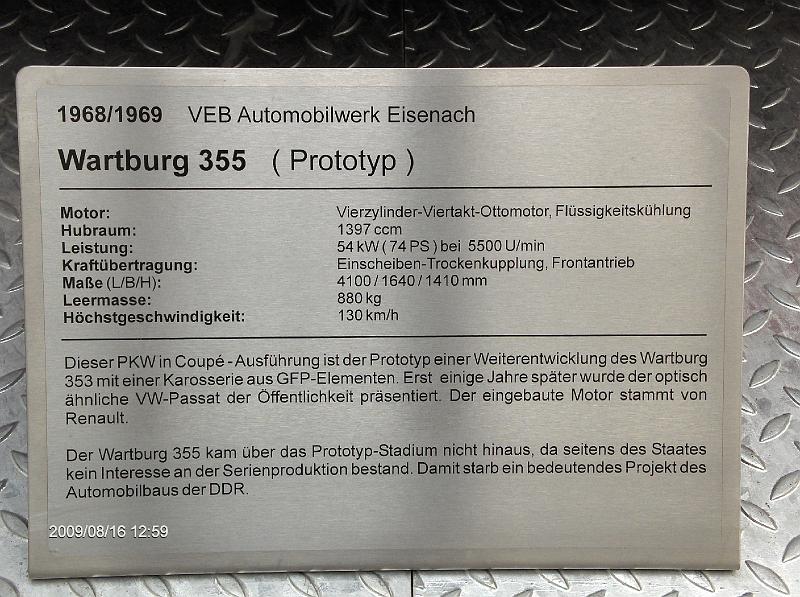 1968/1969 VEB Automobilwerk Eisenach
Wartburg 355 ( Prototyp )
Motor: Vierzylinder-Viertakt-Ottomotor, Flüssigkeitskühlung
Hubraum: 1397 ccm
Leistung: 54 kW ( 74 PS ) bei 5500 U/min
Kraftübertragung: Einscheiben-Trockenkupplung, Frontantrieb
Maße (L/B/H): 4100 / 1640 / 1410 mm
Leermasse: 880 kg
Höchstgeschwindigkeit: 130 km/h
Dieser PKW in Coupé - Ausführung ist der Prototyp einer Weiterentwicklung des Wartburg
353 mit einer Karosserie aus GFP-Elementen. Erst einige Jahre später wurde der optisch
ähnliche VW-Passat der Öffentlichkeit präsentiert. Der eingebaute Motor stammt von
Renault.
Der Wartburg 355 kam über das Prototyp-Stadium nicht hinaus, da seitens des Staates
kein Interesse an der Serienproduktion bestand. Damit starb ein bedeutendes Projekt des
Automobilbaus der DDR.
2009/08/16 12:59